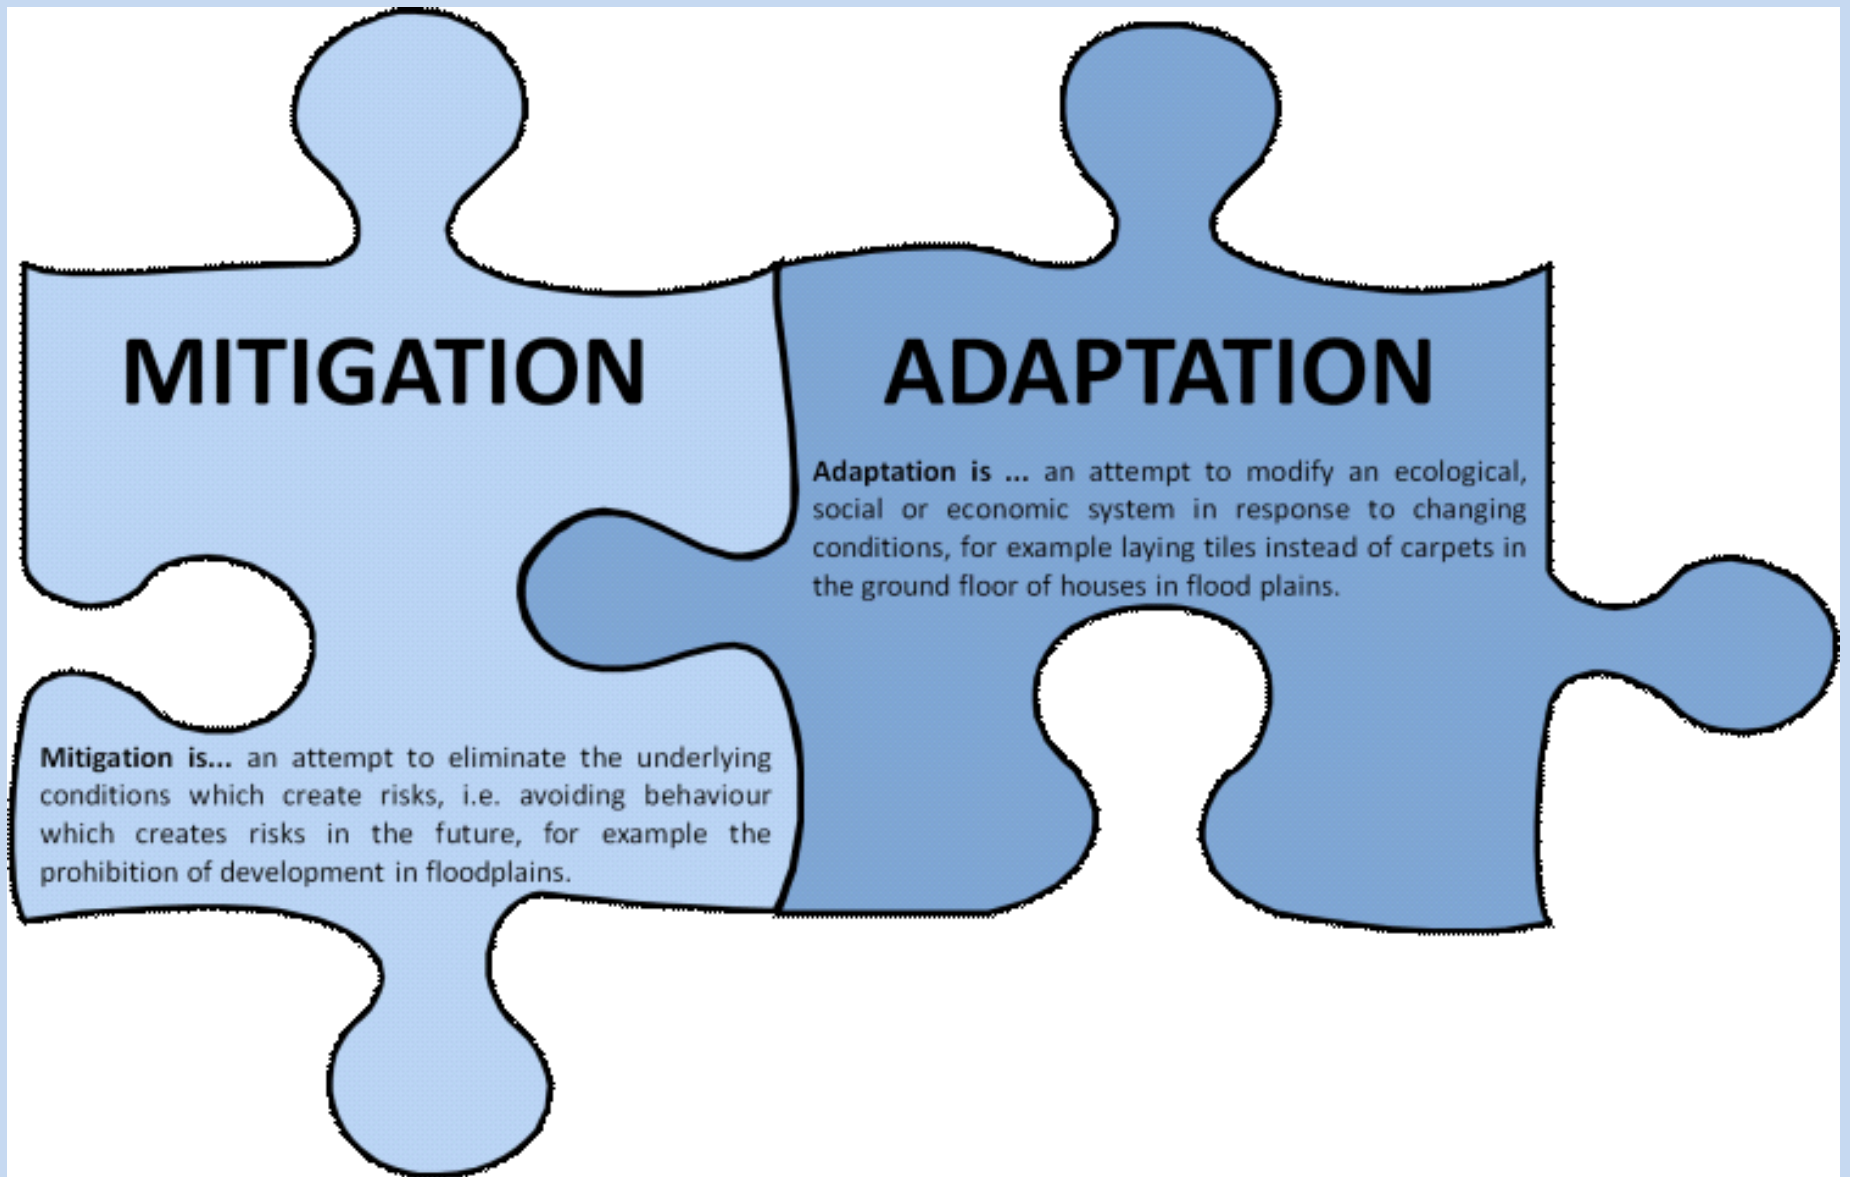 MITIGATION
Mitigation is... an attempt to eliminate the underlying
conditions which create risks, i.e. avoiding behaviour
which creates risks in the future, for example the
prohibition of development in floodplains.
ADAPTATION
Adaptation is ... an attempt to modify an ecological,
social or economic system in response to changing
conditions, for example laying tiles instead of carpets in
the ground floor of houses in flood plains.